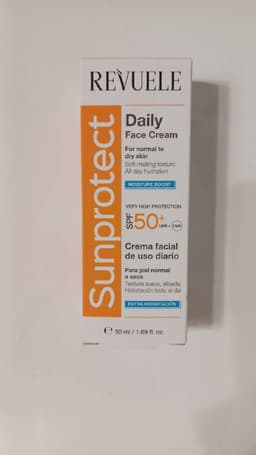 REVUELE
Sunprotect
Daily
Face Cream
For normal to
dry skin
Soft melting texture
All day hydration
MOISTURE BOOST
VERY HIGH PROTECTION
SPF 50+ UVB + UVA
Crema facial
de uso diario
Para piel normal
a seca
Textura suave, alisada
Hidratación todo el día
EXTRA HIDRATACIÓN
℮ 50 ml / 1.69 fl. oz